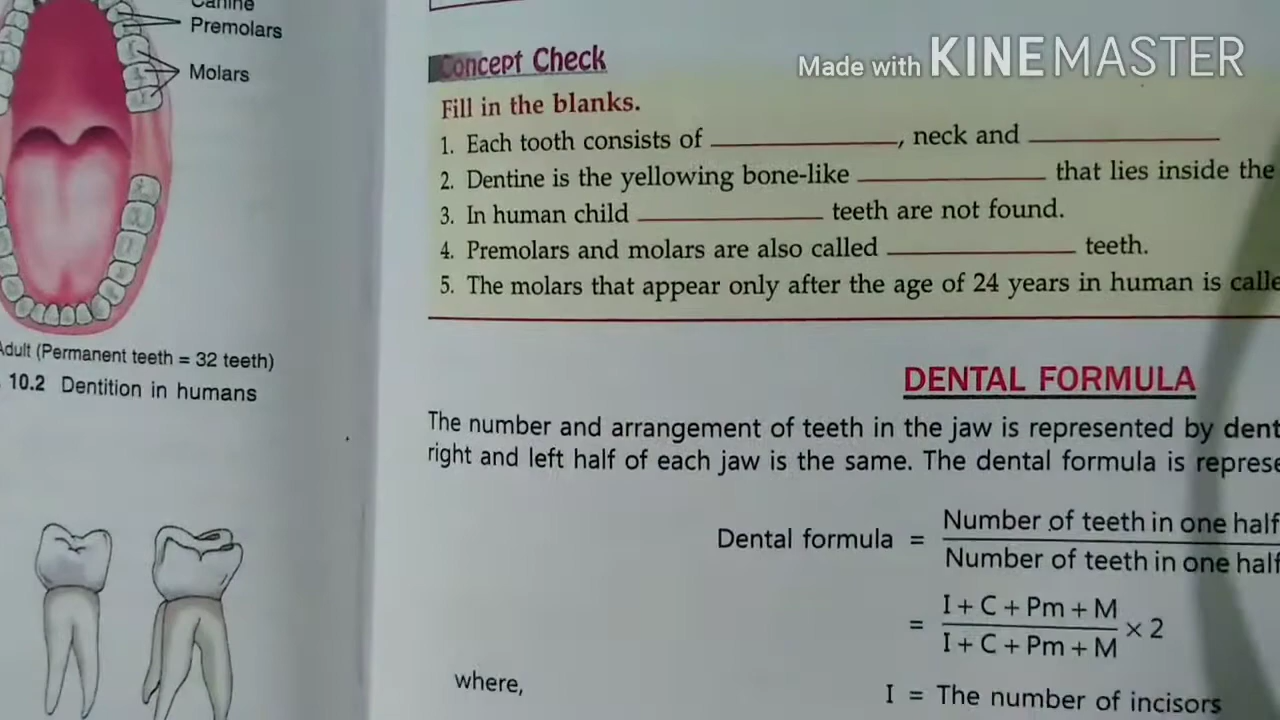 Canine
Premolars
Molars
Adult (Permanent teeth = 32 teeth)
10.2 Dentition in humans
Made with KINEMASTER
Concept Check
Fill in the blanks.
1. Each tooth consists of ____________, neck and ____________
2. Dentine is the yellowing bone-like ____________ that lies inside the
3. In human child ____________ teeth are not found.
4. Premolars and molars are also called ____________ teeth.
5. The molars that appear only after the age of 24 years in human is calle
DENTAL FORMULA
The number and arrangement of teeth in the jaw is represented by dent
right and left half of each jaw is the same. The dental formula is represe
Dental formula = Number of teeth in one half
Number of teeth in one half
= I + C + Pm + M
I + C + Pm + M × 2
where,
I = The number of incisors